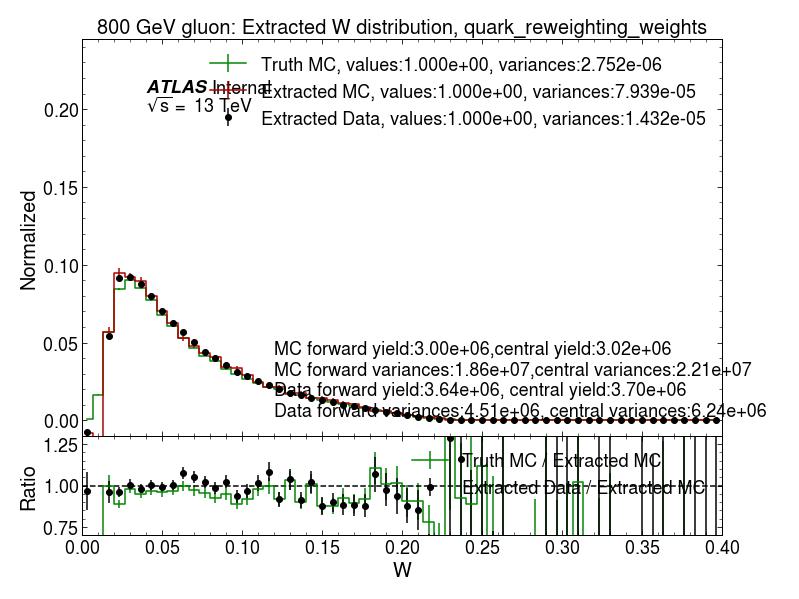 800 GeV gluon: Extracted W distribution, quark_reweighting_weights
Truth MC, values:1.000e+00, variances:2.752e-06
ATLAS Internal
Extracted MC, values:1.000e+00, variances:7.939e-05
√s = 13 TeV
Extracted Data, values:1.000e+00, variances:1.432e-05
Normalized
0.20
0.15
0.10
0.05
0.00
MC forward yield:3.00e+06,central yield:3.02e+06
MC forward variances:1.86e+07,central variances:2.21e+07
Data forward yield:3.64e+06, central yield:3.70e+06
Data forward variances:4.51e+06, central variances:6.24e+06
Ratio
1.25
1.00
0.75
Truth MC / Extracted MC
Extracted Data / Extracted MC
0.00 0.05 0.10 0.15 0.20 0.25 0.30 0.35 0.40
W